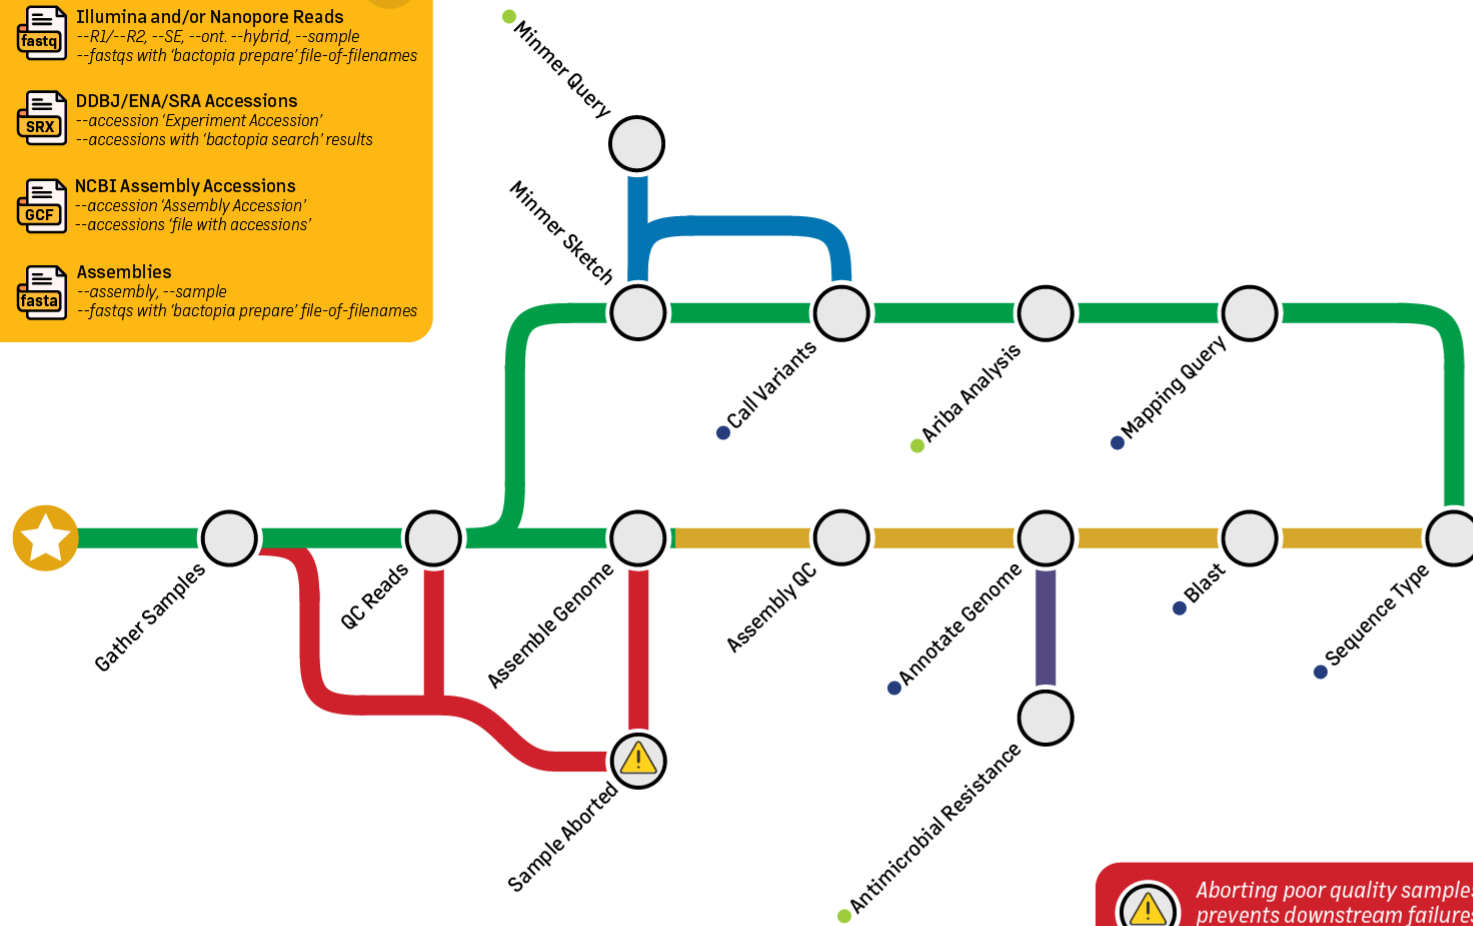 Illumina and/or Nanopore Reads
fastq
--R1/--R2, --SE, --ont. --hybrid, --sample
--fastqs with ‘bactopia prepare’ file-of-filenames
DDBJ/ENA/SRA Accessions
SRX
--accession ‘Experiment Accession’
--accessions with ‘bactopia search’ results
NCBI Assembly Accessions
GCF
--accession ‘Assembly Accession’
--accessions ‘file with accessions’
Assemblies
fasta
--assembly, --sample
--fastqs with ‘bactopia prepare’ file-of-filenames
Minmer Query
Minmer Sketch
Call Variants
Ariba Analysis
Mapping Query
Gather Samples
QC Reads
Assemble Genome
Assembly QC
Annotate Genome
Blast
Sequence Type
Sample Aborted
Antimicrobial Resistance
Aborting poor quality samples
prevents downstream failures